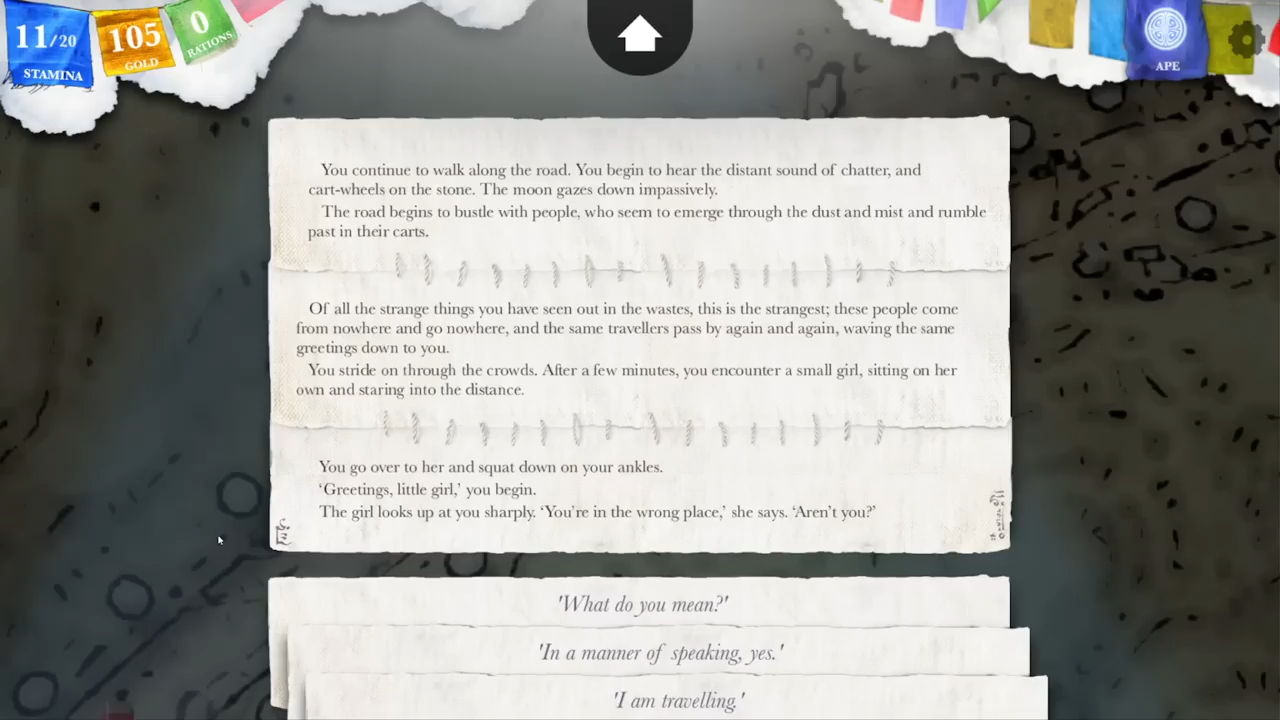 11/20
STAMINA
105
GOLD
0
RATIONS
APE
You continue to walk along the road. You begin to hear the distant sound of chatter, and
cart-wheels on the stone. The moon gazes down impassively.
The road begins to bustle with people, who seem to emerge through the dust and mist and rumble
past in their carts.
Of all the strange things you have seen out in the wastes, this is the strangest; these people come
from nowhere and go nowhere, and the same travellers pass by again and again, waving the same
greetings down to you.
You stride on through the crowds. After a few minutes, you encounter a small girl, sitting on her
own and staring into the distance.
You go over to her and squat down on your ankles.
‘Greetings, little girl,’ you begin.
The girl looks up at you sharply. ‘You're in the wrong place,’ she says. ‘Aren't you?’
'What do you mean?'
'In a manner of speaking, yes.'
'I am travelling.'